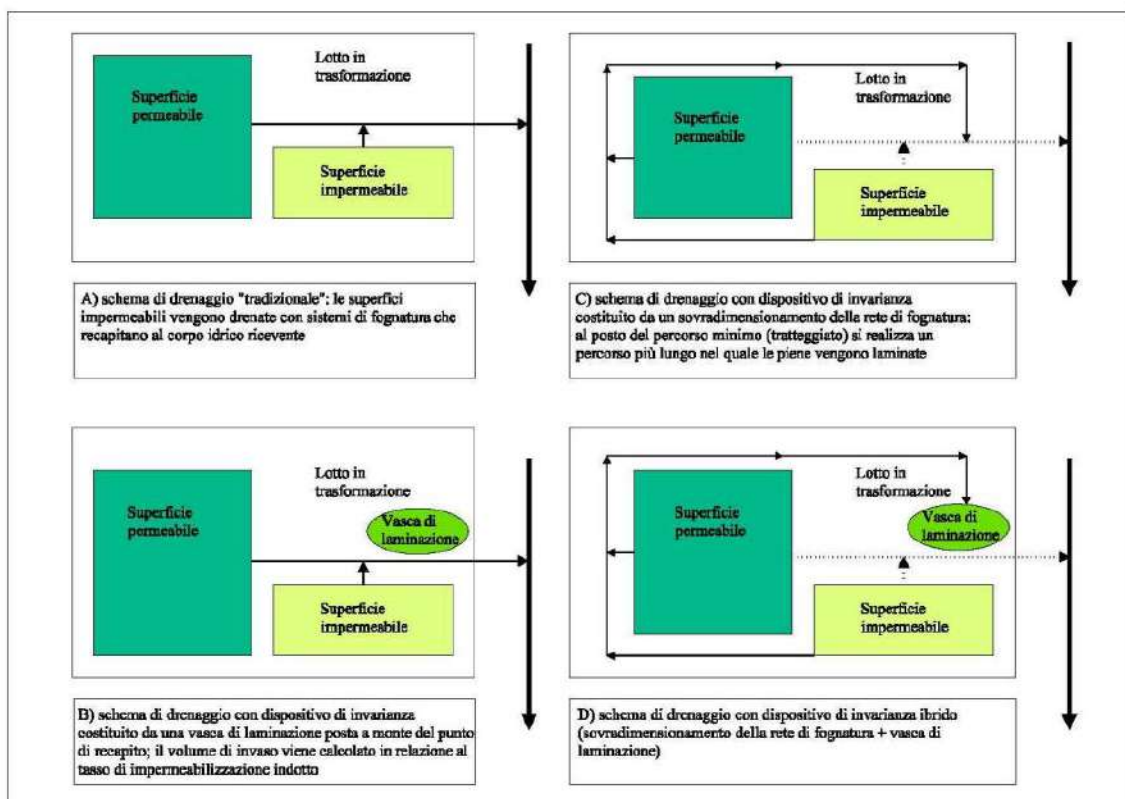 Lotto in
trasformazione
Superficie
permeabile
Superficie
impermeabile
A) schema di drenaggio "tradizionale": le superfici
impermeabili vengono drenate con sistemi di fognatura che
recapitano al corpo idrico ricevente
Lotto in
trasformazione
Superficie
permeabile
Superficie
impermeabile
C) schema di drenaggio con dispositivo di invarianza
costituito da un sovradimensionamento della rete di fognatura:
al posto del percorso minimo (tratteggiato) si realizza un
percorso più lungo nel quale le piene vengono laminate
Lotto in
trasformazione
Superficie
permeabile
Vasca di
laminazione
Superficie
impermeabile
B) schema di drenaggio con dispositivo di invarianza
costituito da una vasca di laminazione posta a monte del punto
di recapito; il volume di invaso viene calcolato in relazione al
tasso di impermeabilizzazione indotto
Lotto in
trasformazione
Superficie
permeabile
Vasca di
laminazione
Superficie
impermeabile
D) schema di drenaggio con dispositivo di invarianza ibrido
(sovradimensionamento della rete di fognatura + vasca di
laminazione)